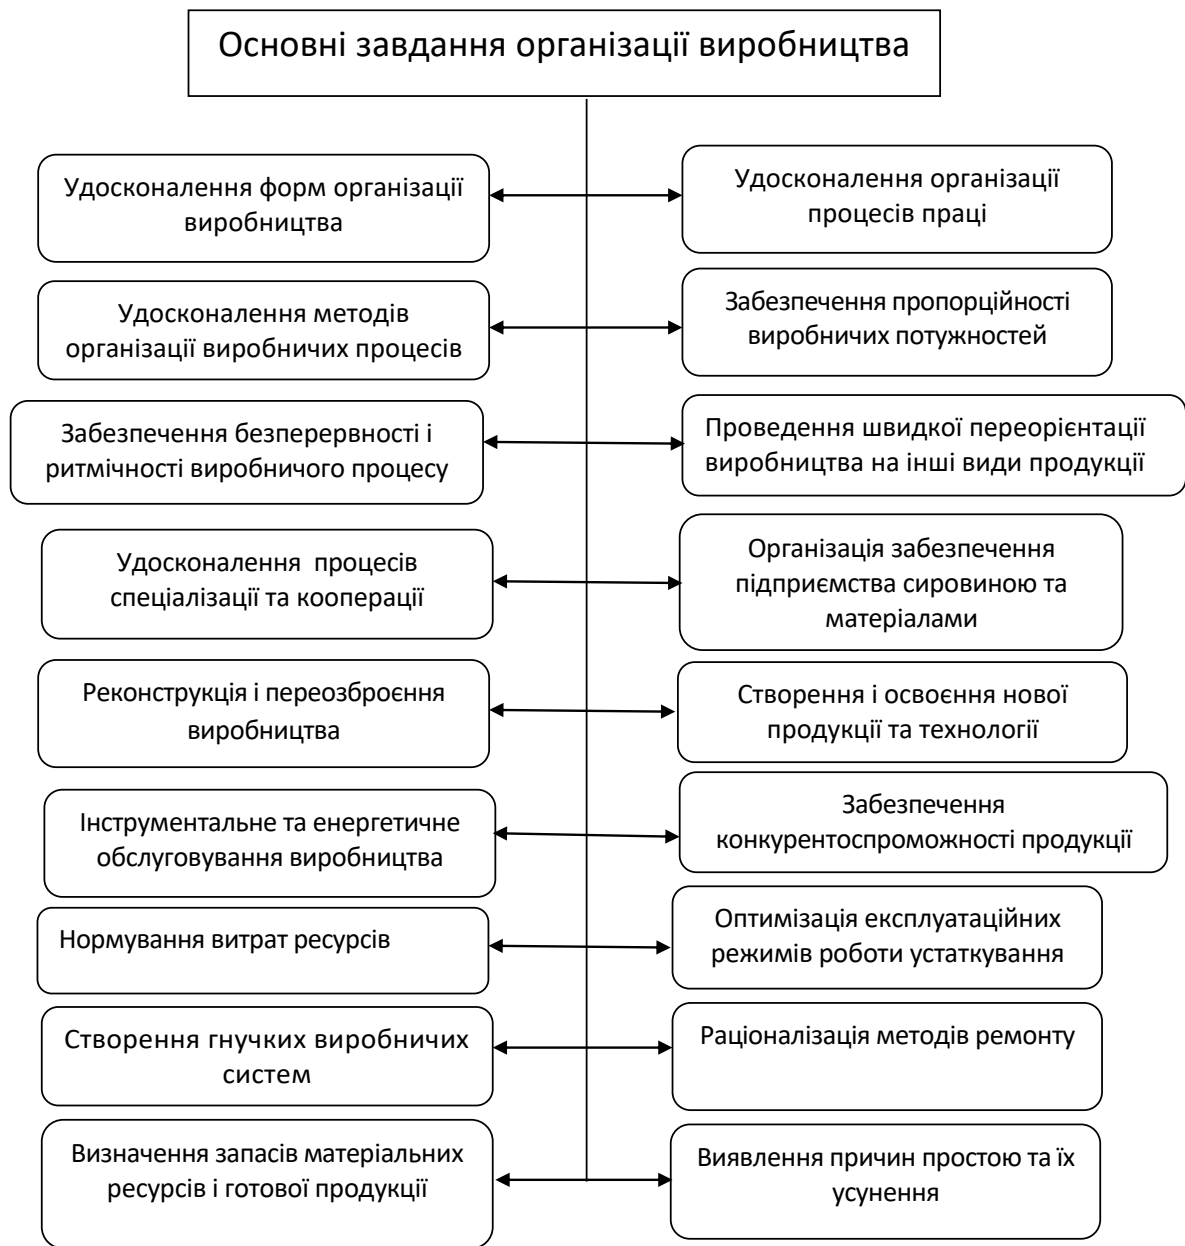 Основні завдання організації виробництва
Удосконалення форм організації
виробництва
Удосконалення організації
процесів праці
Удосконалення методів
організації виробничих процесів
Забезпечення пропорційності
виробничих потужностей
Забезпечення безперервності і
ритмічності виробничого процесу
Проведення швидкої переорієнтації
виробництва на інші види продукції
Удосконалення процесів
спеціалізації та кооперації
Організація забезпечення
підприємства сировиною та
матеріалами
Реконструкція і переозброєння
виробництва
Створення і освоєння нової
продукції та технології
Інструментальне та енергетичне
обслуговування виробництва
Забезпечення
конкурентоспроможності продукції
Нормування витрат ресурсів
Оптимізація експлуатаційних
режимів роботи устаткування
Створення гнучких виробничих
систем
Раціоналізація методів ремонту
Визначення запасів матеріальних
ресурсів і готової продукції
Виявлення причин простою та їх
усунення